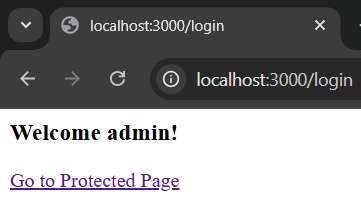 localhost:3000/login
localhost:3000/login
Welcome admin!
Go to Protected Page